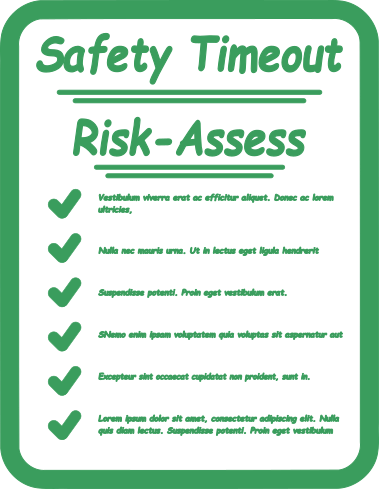 Safety Timeout
Risk-Assess
Vestibulum viverra erat ac efficitur aliquet. Donec ac lorem
ultricies,
Nulla nec mauris urna. Ut in lectus eget ligula hendrerit
Suspendisse potenti. Proin eget vestibulum erat.
SNemo enim ipsam voluptatem quia voluptas sit aspernatur aut
Excepteur sint occaecat cupidatat non proident, sunt in.
Lorem ipsum dolor sit amet, consectetur adipiscing elit. Nulla
quis diam lectus. Suspendisse potenti. Proin eget vestibulum